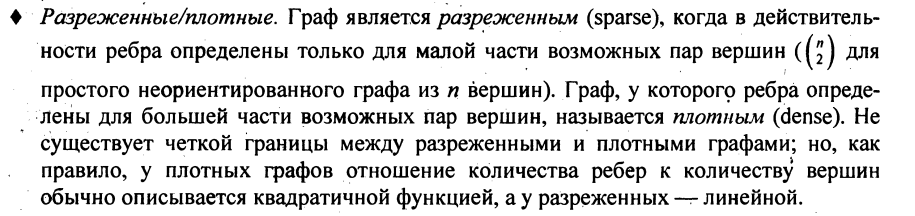 ♦ Разреженные/плотные. Граф является разреженным (sparse), когда в действитель-
ности ребра определены только для малой части возможных пар вершин ((n 2) для
простого неориентированного графа из n вершин). Граф, у которого ребра опреде-
лены для большей части возможных пар вершин, называется плотным (dense). Не
существует четкой границы между разреженными и плотными графами; но, как
правило, у плотных графов отношение количества ребер к количеству вершин
обычно описывается квадратичной функцией, а у разреженных — линейной.